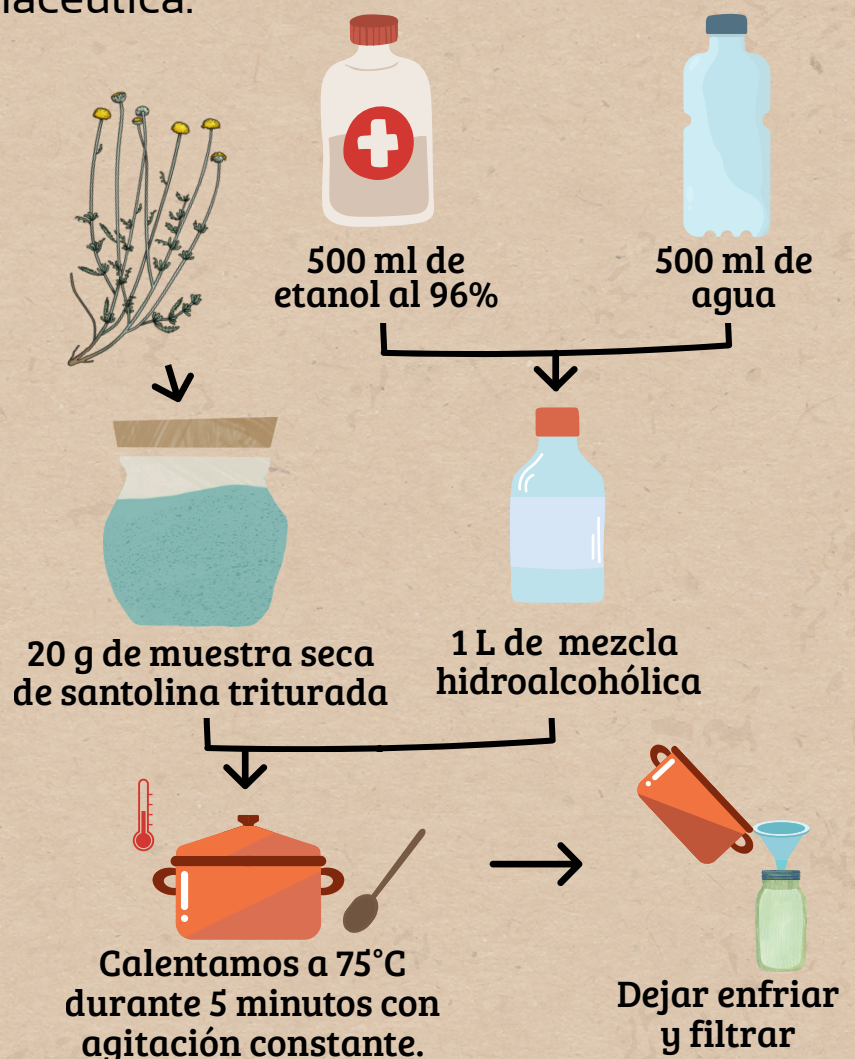 500 ml de
etanol al 96%
500 ml de
agua
20 g de muestra seca
de santolina triturada
1 L de mezcla
hidroalcohólica
Calentamos a 75°C
durante 5 minutos con
agitación constante.
Dejar enfriar
y filtrar